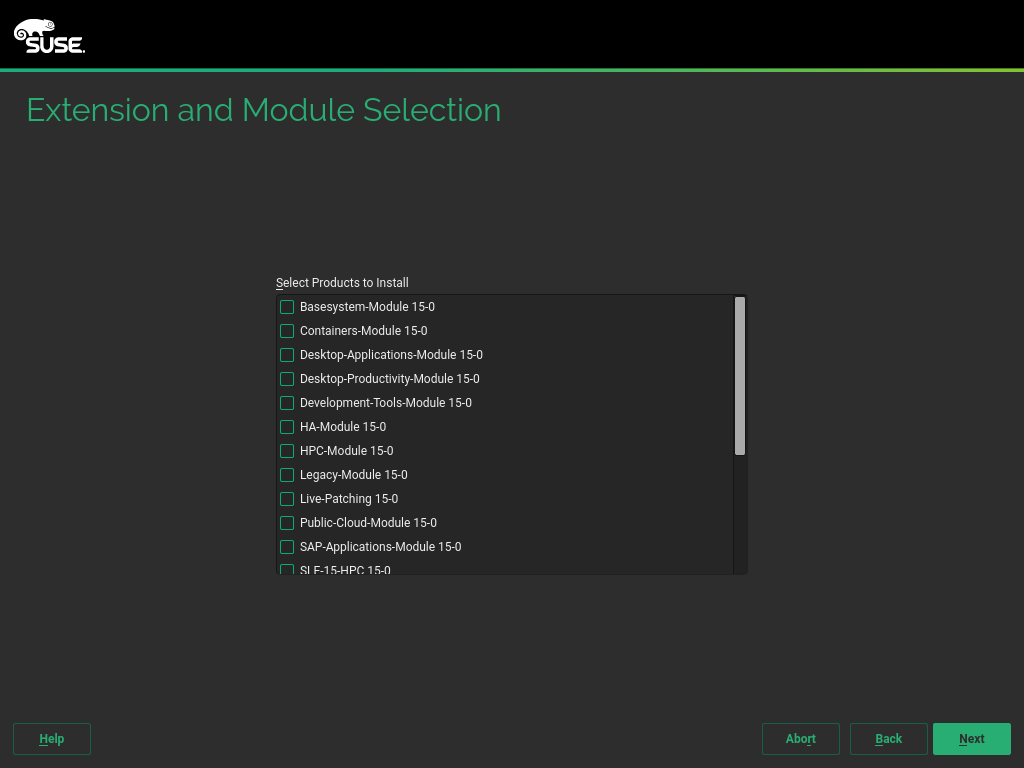 SUSE.
Extension and Module Selection
Select Products to Install
Basesystem-Module 15-0
Containers-Module 15-0
Desktop-Applications-Module 15-0
Desktop-Productivity-Module 15-0
Development-Tools-Module 15-0
HA-Module 15-0
HPC-Module 15-0
Legacy-Module 15-0
Live-Patching 15-0
Public-Cloud-Module 15-0
SAP-Applications-Module 15-0
SLE-15-HPC 15-0
Help Abort Back Next